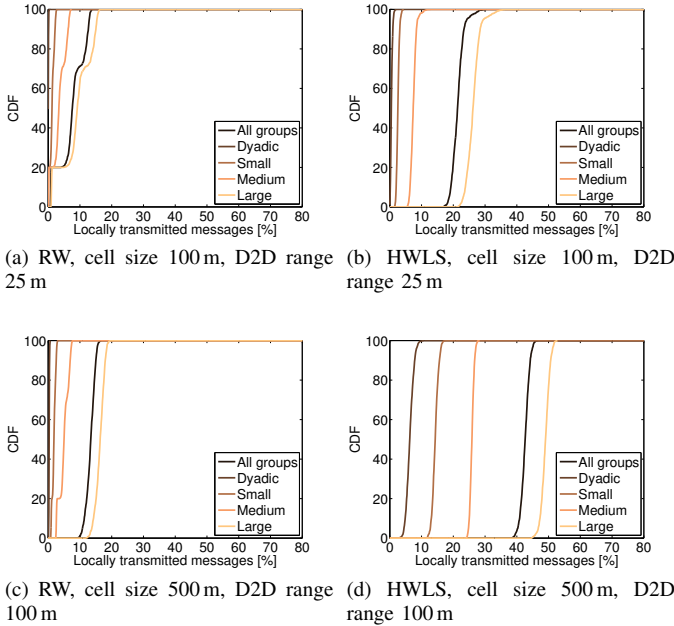 100
80
60
40
20
0
CDF
All groups
Dyadic
Small
Medium
Large
0 10 20 30 40 50 60 70 80
Locally transmitted messages [%]
(a) RW, cell size 100 m, D2D range
25 m
100
80
60
40
20
0
CDF
All groups
Dyadic
Small
Medium
Large
0 10 20 30 40 50 60 70 80
Locally transmitted messages [%]
(b) HWLS, cell size 100 m, D2D
range 25 m
100
80
60
40
20
0
CDF
All groups
Dyadic
Small
Medium
Large
0 10 20 30 40 50 60 70 80
Locally transmitted messages [%]
(c) RW, cell size 500 m, D2D range
100 m
100
80
60
40
20
0
CDF
All groups
Dyadic
Small
Medium
Large
0 10 20 30 40 50 60 70 80
Locally transmitted messages [%]
(d) HWLS, cell size 500 m, D2D
range 100 m